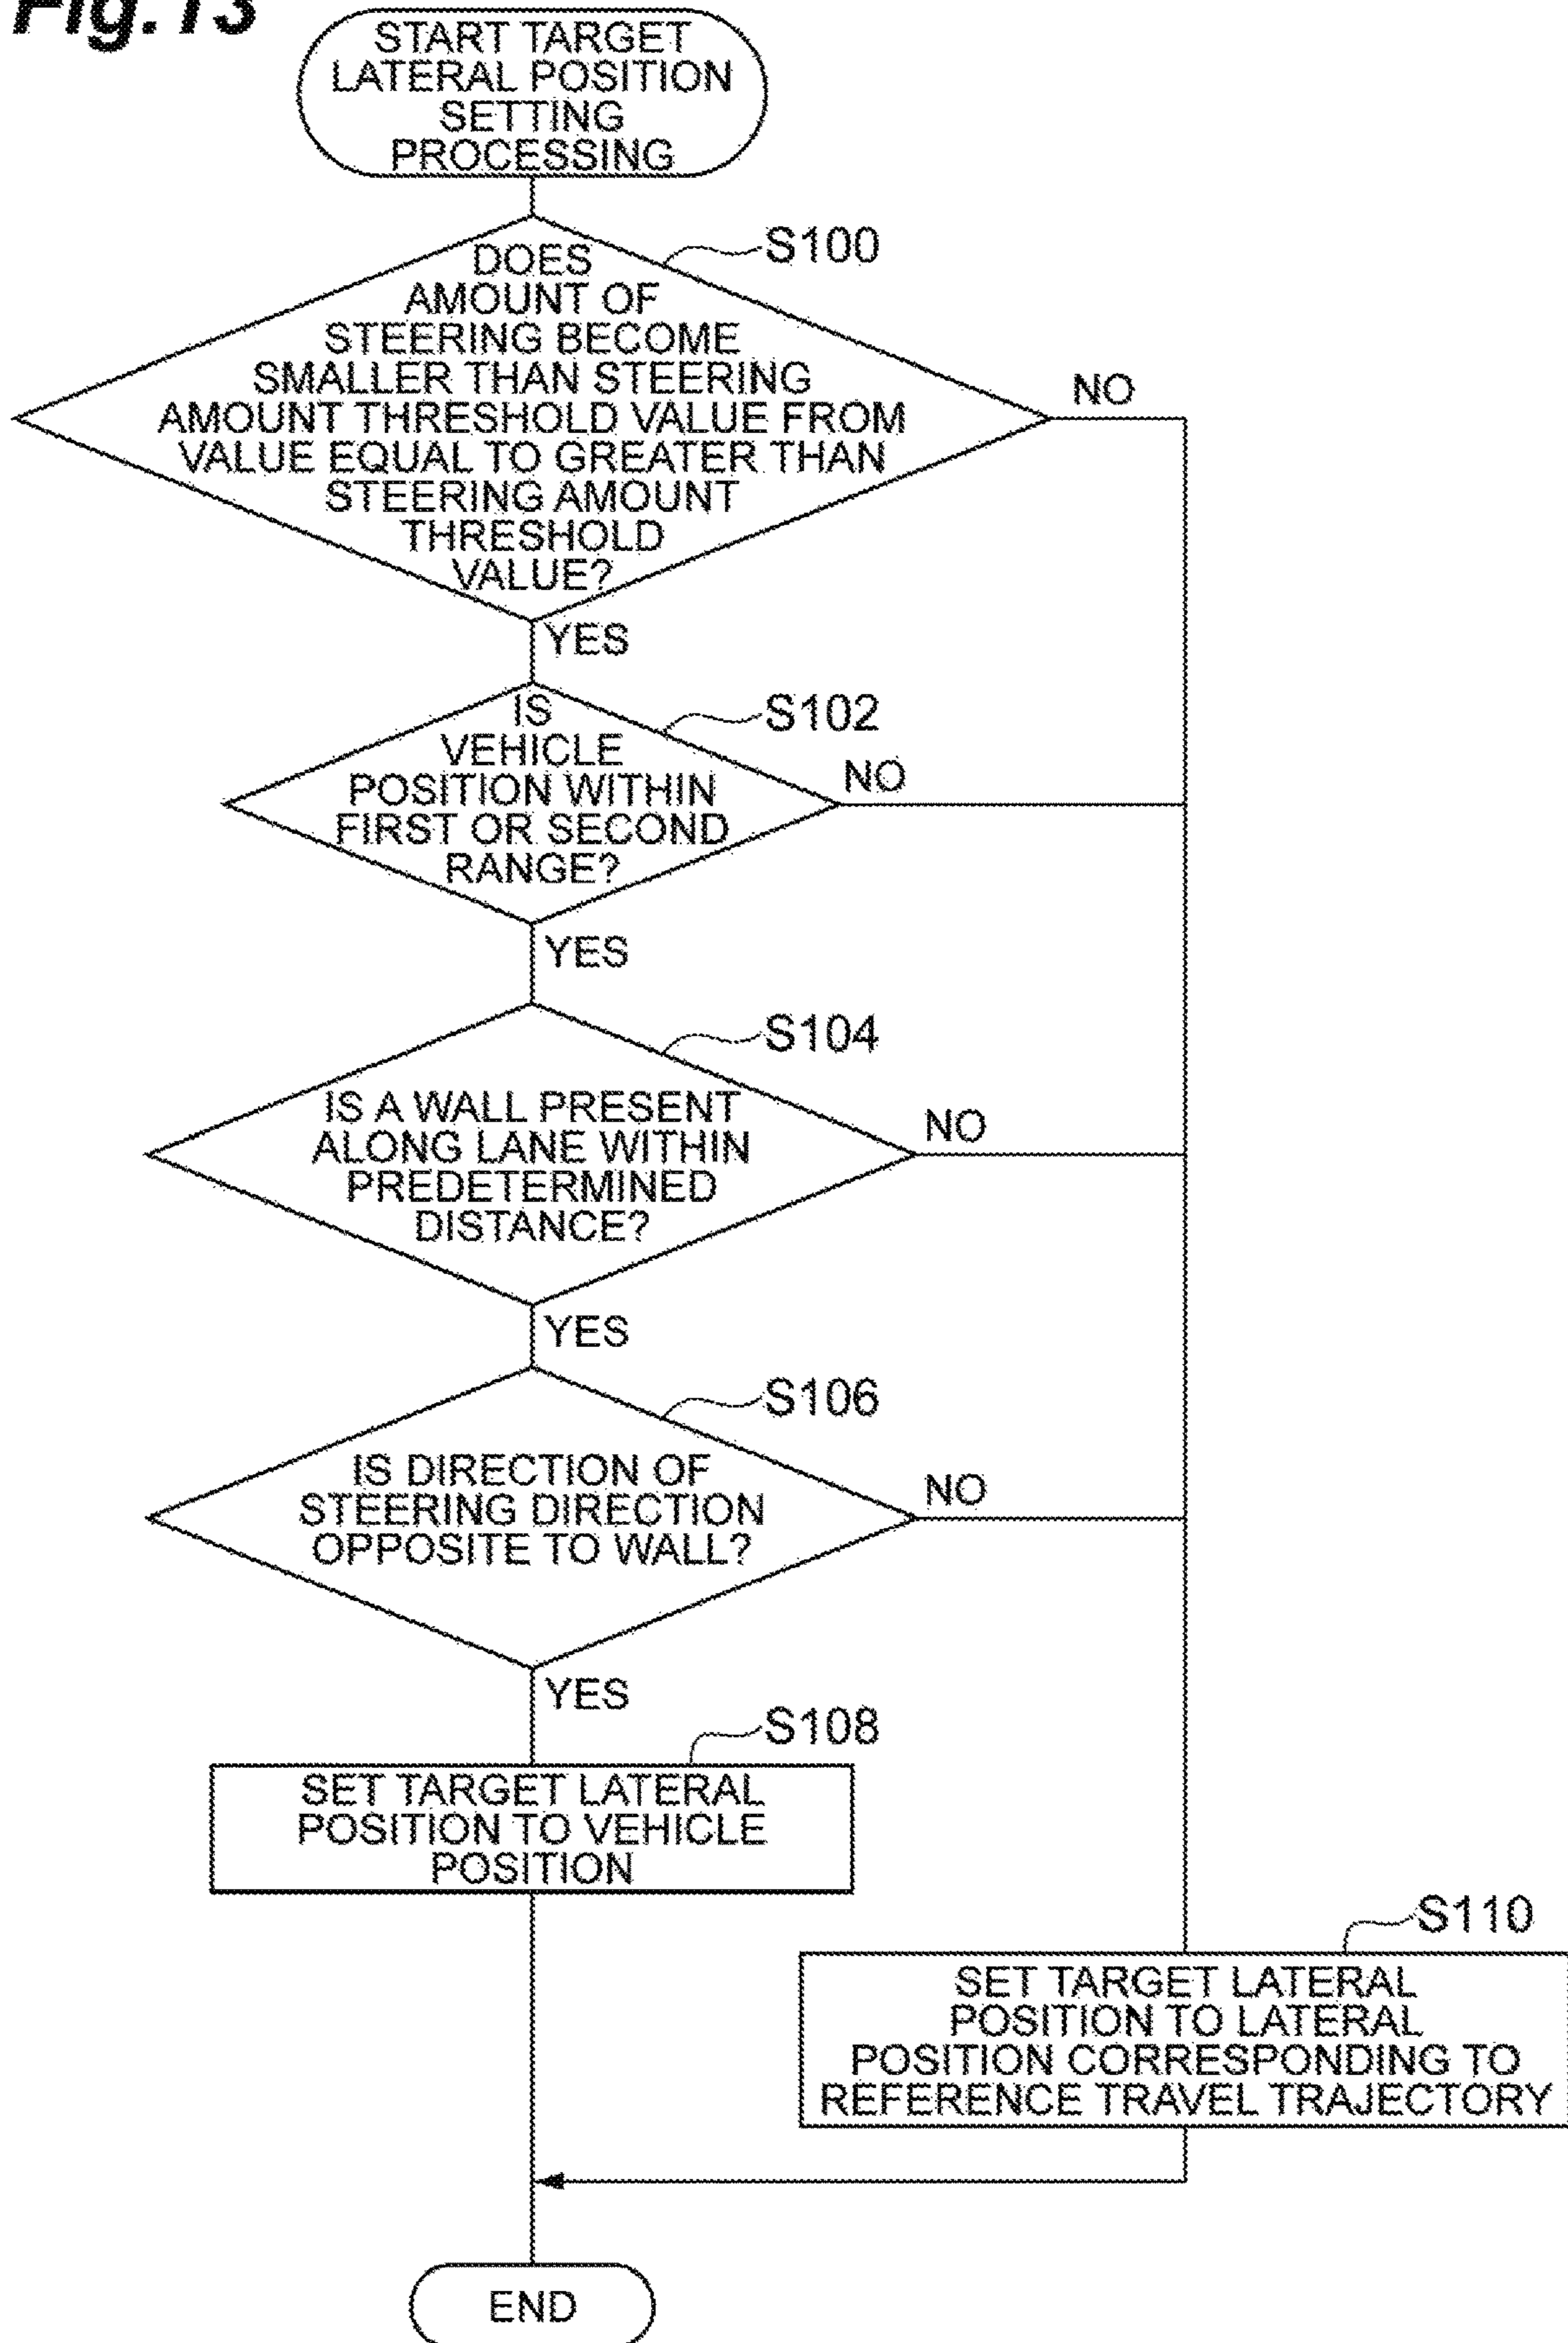 Fig.13
START TARGET
LATERAL POSITION
SETTING
PROCESSING
S100
DOES
AMOUNT OF
STEERING BECOME
SMALLER THAN STEERING
AMOUNT THRESHOLD VALUE FROM
VALUE EQUAL TO GREATER THAN
STEERING AMOUNT
THRESHOLD
VALUE?
NO
YES
S102
IS
VEHICLE
POSITION WITHIN
FIRST OR SECOND
RANGE?
NO
YES
S104
IS A WALL PRESENT
ALONG LANE WITHIN
PREDETERMINED
DISTANCE?
NO
YES
S106
IS DIRECTION OF
STEERING DIRECTION
OPPOSITE TO WALL?
NO
YES
S108
SET TARGET LATERAL
POSITION TO VEHICLE
POSITION
S110
SET TARGET LATERAL
POSITION TO LATERAL
POSITION CORRESPONDING TO
REFERENCE TRAVEL TRAJECTORY
END